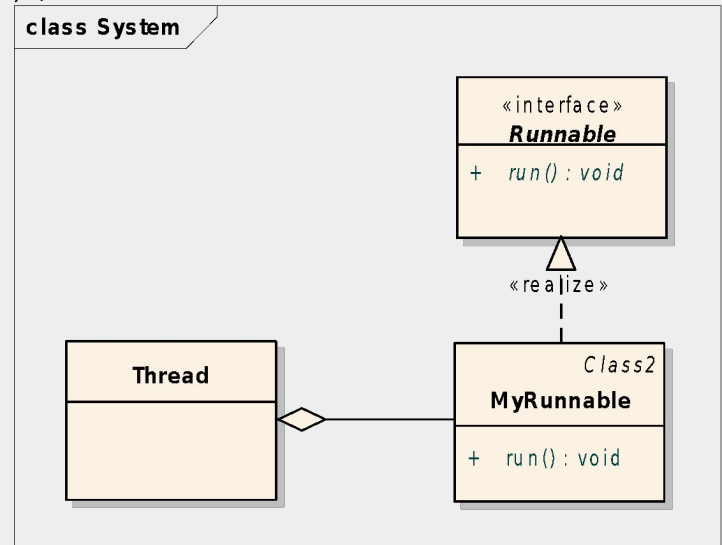 class System
«interface»
Runnable
+ run() : void
«realize»
Thread
Class2
MyRunnable
+ run() : void